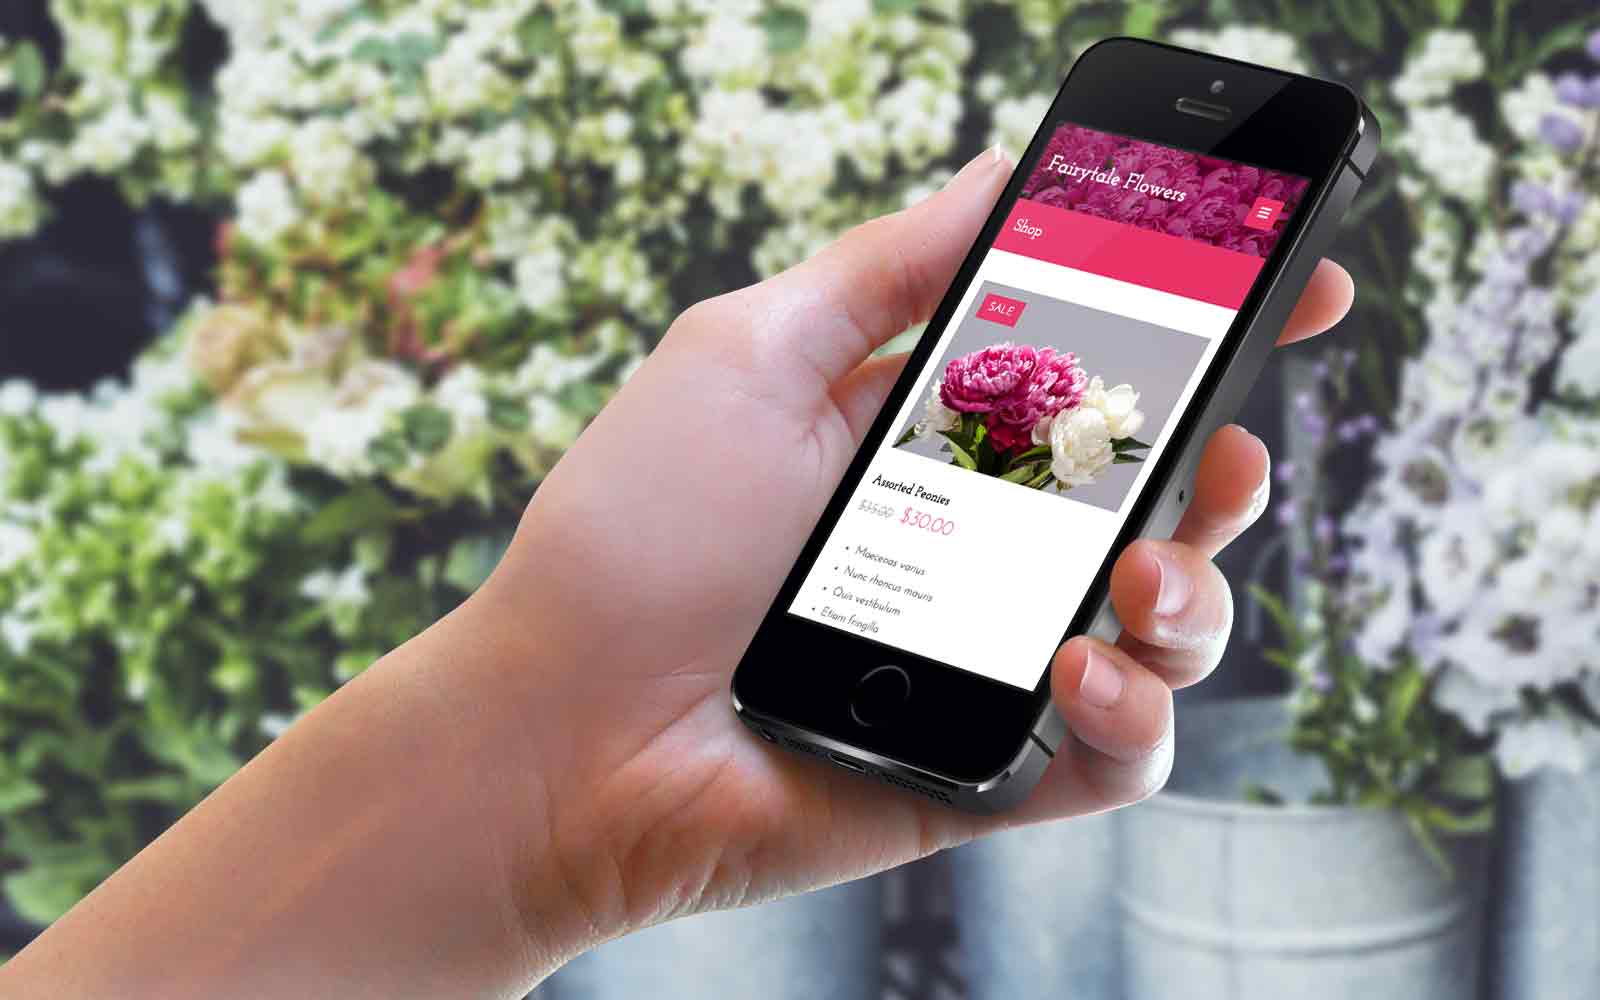 Fairytale Flowers
Shop
SALE
Assorted Peonies
$35.00 $30.00
• Maecenas varius
• Nunc rhoncus mauris
• Quis vestibulum
• Etiam fringilla